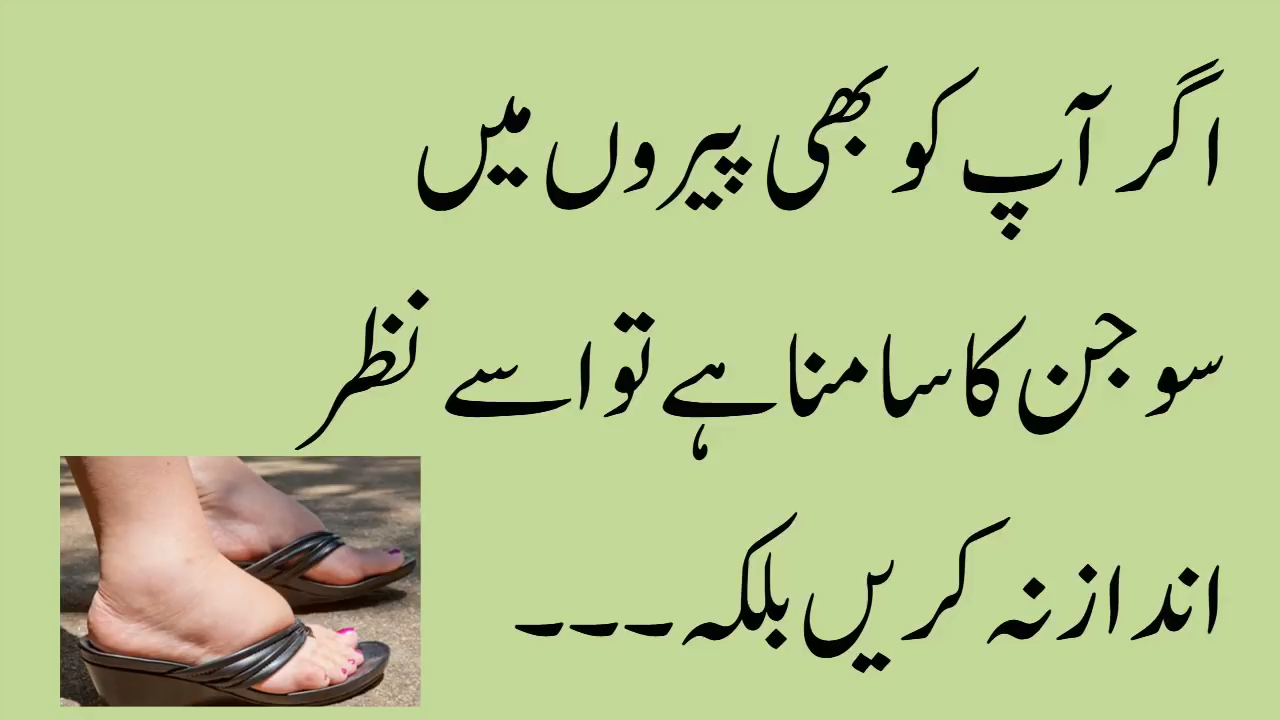 اگر آپ کو بھی پیروں میں
سوجن کا سامنا ہے تو اسے نظر
انداز نہ کریں بلکہ۔۔۔